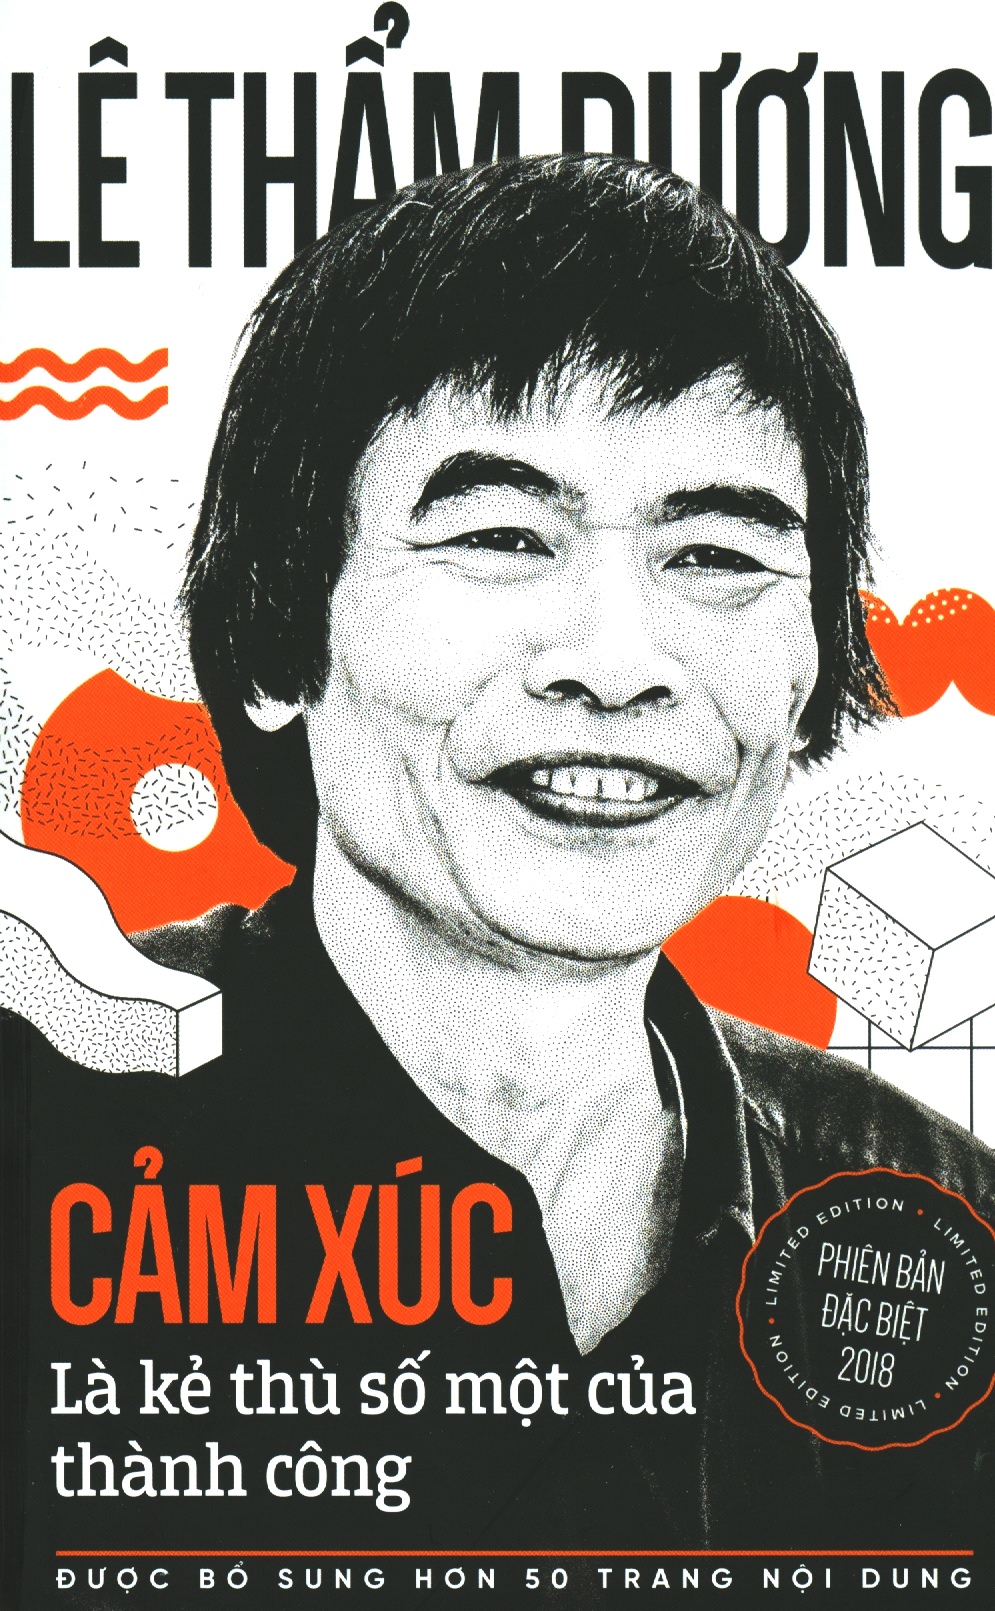 LÊ THẨM DƯƠNG
CẢM XÚC
Là kẻ thù số một của
thành công
LIMITED EDITION • LIMITED EDITION • LIMITED EDITION •
PHIÊN BẢN
ĐẶC BIỆT
2018
ĐƯỢC BỔ SUNG HƠN 50 TRANG NỘI DUNG